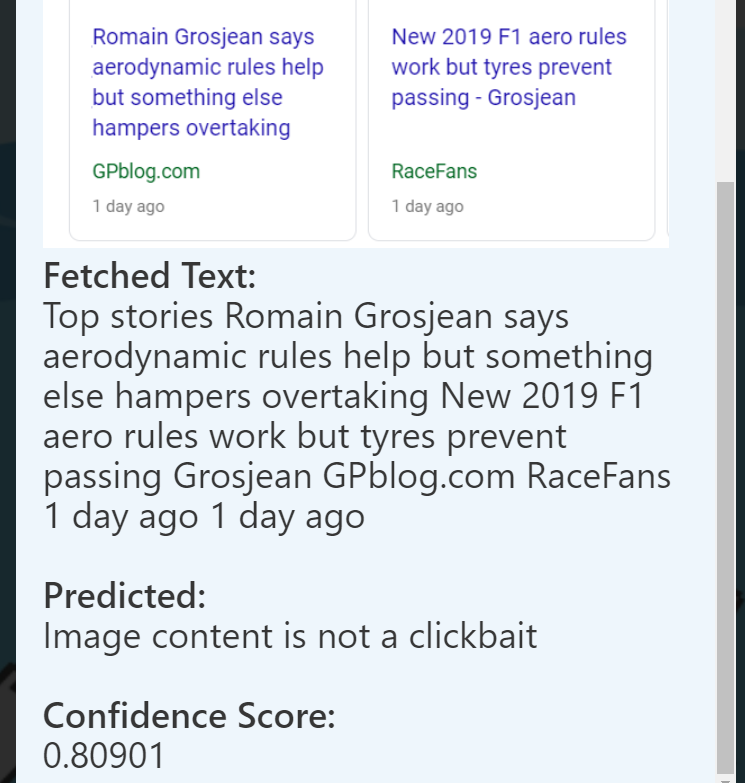 Romain Grosjean says
aerodynamic rules help
but something else
hampers overtaking
GPblog.com
1 day ago
New 2019 F1 aero rules
work but tyres prevent
passing - Grosjean
RaceFans
1 day ago
Fetched Text:
Top stories Romain Grosjean says
aerodynamic rules help but something
else hampers overtaking New 2019 F1
aero rules work but tyres prevent
passing Grosjean GPblog.com RaceFans
1 day ago 1 day ago
Predicted:
Image content is not a clickbait
Confidence Score:
0.80901